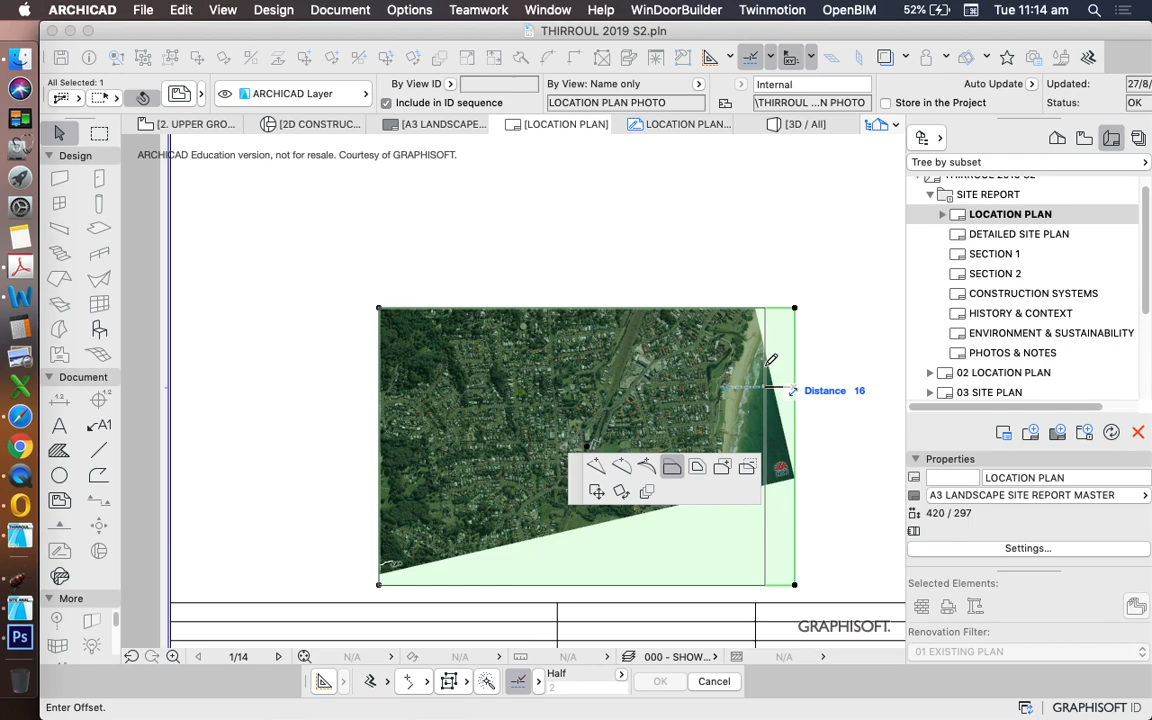 ARCHICAD File Edit View Design Document Options Teamwork Window Help WinDoorBuilder Twinmotion OpenBIM 52% Tue 11:14 am
THIRROUL 2019 S2.pln
All Selected: 1
ARCHICAD Layer
By View ID
Include in ID sequence
By View: Name only
LOCATION PLAN PHOTO
Internal
\THIRROUL ...N PHOTO
Auto Update
Store in the Project
Updated: 27/8/
Status: OK
[2. UPPER GRO... [2D CONSTRUC... [A3 LANDSCAPE... [LOCATION PLAN] LOCATION PLAN... [3D / All]
ARCHICAD Education version, not for resale. Courtesy of GRAPHISOFT.
Design
Document
More
Distance 16
GRAPHISOFT.
Tree by subset
SITE REPORT
LOCATION PLAN
DETAILED SITE PLAN
SECTION 1
SECTION 2
CONSTRUCTION SYSTEMS
HISTORY & CONTEXT
ENVIRONMENT & SUSTAINABILITY
PHOTOS & NOTES
02 LOCATION PLAN
03 SITE PLAN
Properties
LOCATION PLAN
A3 LANDSCAPE SITE REPORT MASTER
420 / 297
Settings...
Selected Elements:
Renovation Filter:
01 EXISTING PLAN
1/14 N/A N/A N/A 000 - SHOW... N/A
Half
2
OK Cancel
Enter Offset.
GRAPHISOFT ID